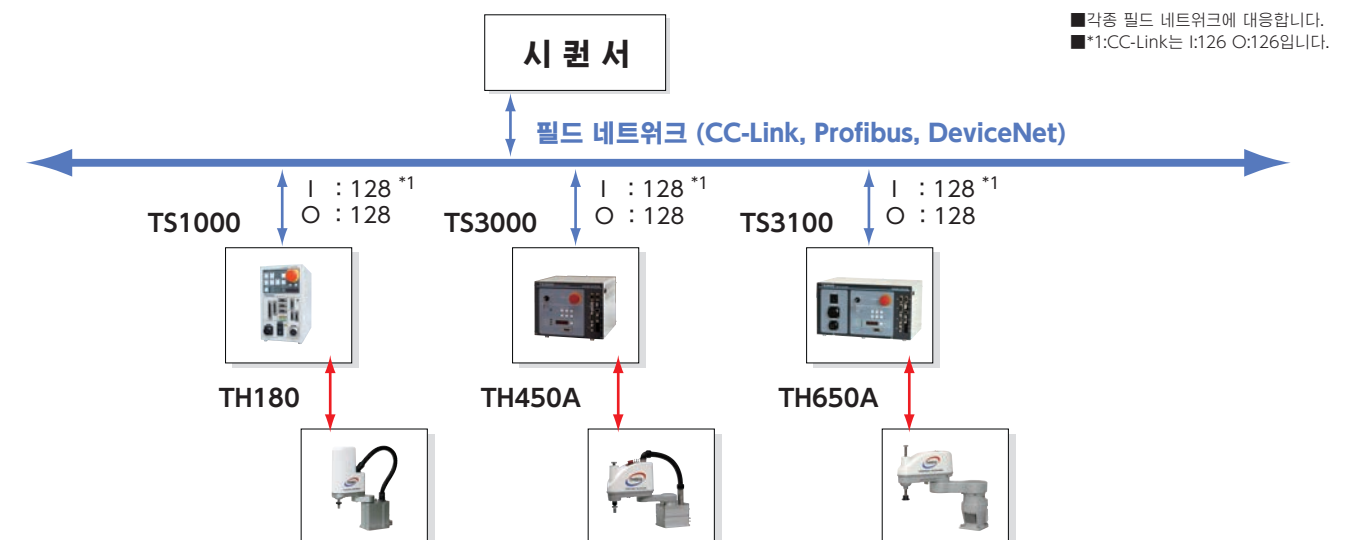 ■각종 필드 네트워크에 대응합니다.
■*1:CC-Link는 I:126 O:126입니다.
시 퀀 서
필드 네트워크 (CC-Link, Profibus, DeviceNet)
I : 128 *1
O : 128
TS1000
I : 128 *1
O : 128
TS3000
I : 128 *1
O : 128
TS3100
TH180
TH450A
TH650A